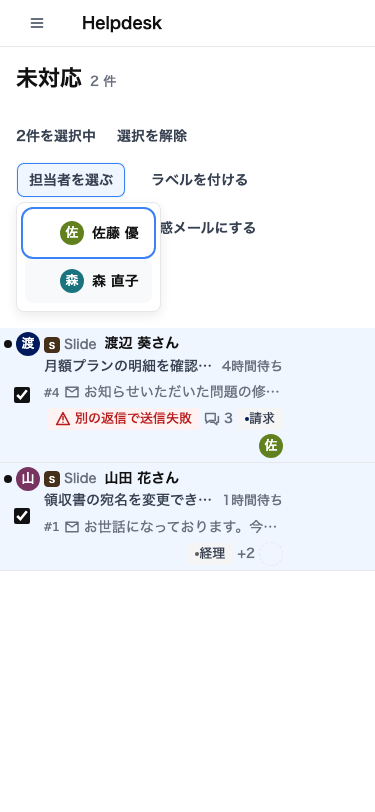 Helpdesk
未対応 2 件
2件を選択中 選択を解除
担当者を選ぶ ラベルを付ける
佐 佐藤 優
惑メールにする
森 森 直子
渡 s Slide 渡辺 葵さん
月額プランの明細を確認… 4時間待ち
#4 お知らせいただいた問題の修…
別の返信で送信失敗 3 •請求
佐
山 s Slide 山田 花さん
領収書の宛名を変更でき… 1時間待ち
#1 お世話になっております。今…
•経理 +2